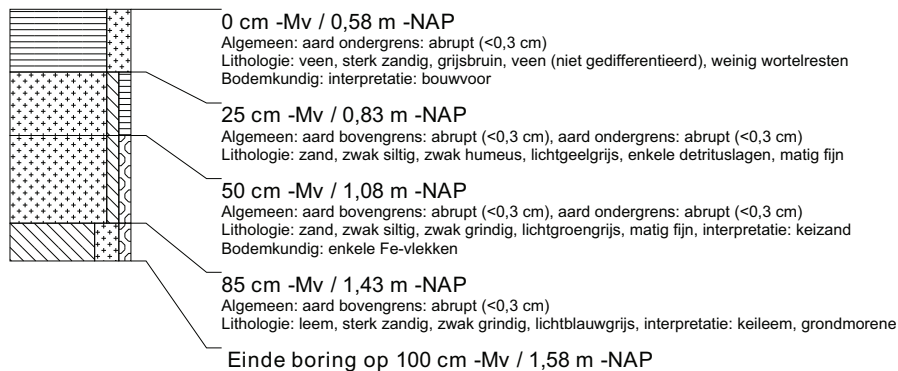 0 cm -Mv / 0,58 m -NAP
Algemeen: aard ondergrens: abrupt (<0,3 cm)
Lithologie: veen, sterk zandig, grijsbruin, veen (niet gedifferentieerd), weinig wortelresten
Bodemkundig: interpretatie: bouwvoor
25 cm -Mv / 0,83 m -NAP
Algemeen: aard bovengrens: abrupt (<0,3 cm), aard ondergrens: abrupt (<0,3 cm)
Lithologie: zand, zwak siltig, zwak humeus, lichtgeelgrijs, enkele detrituslagen, matig fijn
50 cm -Mv / 1,08 m -NAP
Algemeen: aard bovengrens: abrupt (<0,3 cm), aard ondergrens: abrupt (<0,3 cm)
Lithologie: zand, zwak siltig, zwak grindig, lichtgroengrijs, matig fijn, interpretatie: keizand
Bodemkundig: enkele Fe-vlekken
85 cm -Mv / 1,43 m -NAP
Algemeen: aard bovengrens: abrupt (<0,3 cm)
Lithologie: leem, sterk zandig, zwak grindig, lichtblauwgrijs, interpretatie: keileem, grondmorene
Einde boring op 100 cm -Mv / 1,58 m -NAP